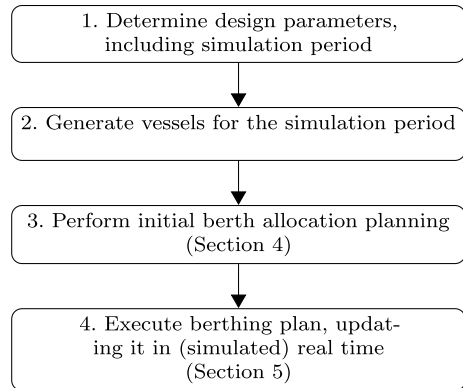 1. Determine design parameters,
including simulation period
2. Generate vessels for the simulation period
3. Perform initial berth allocation planning
(Section 4)
4. Execute berthing plan, updat-
ing it in (simulated) real time
(Section 5)